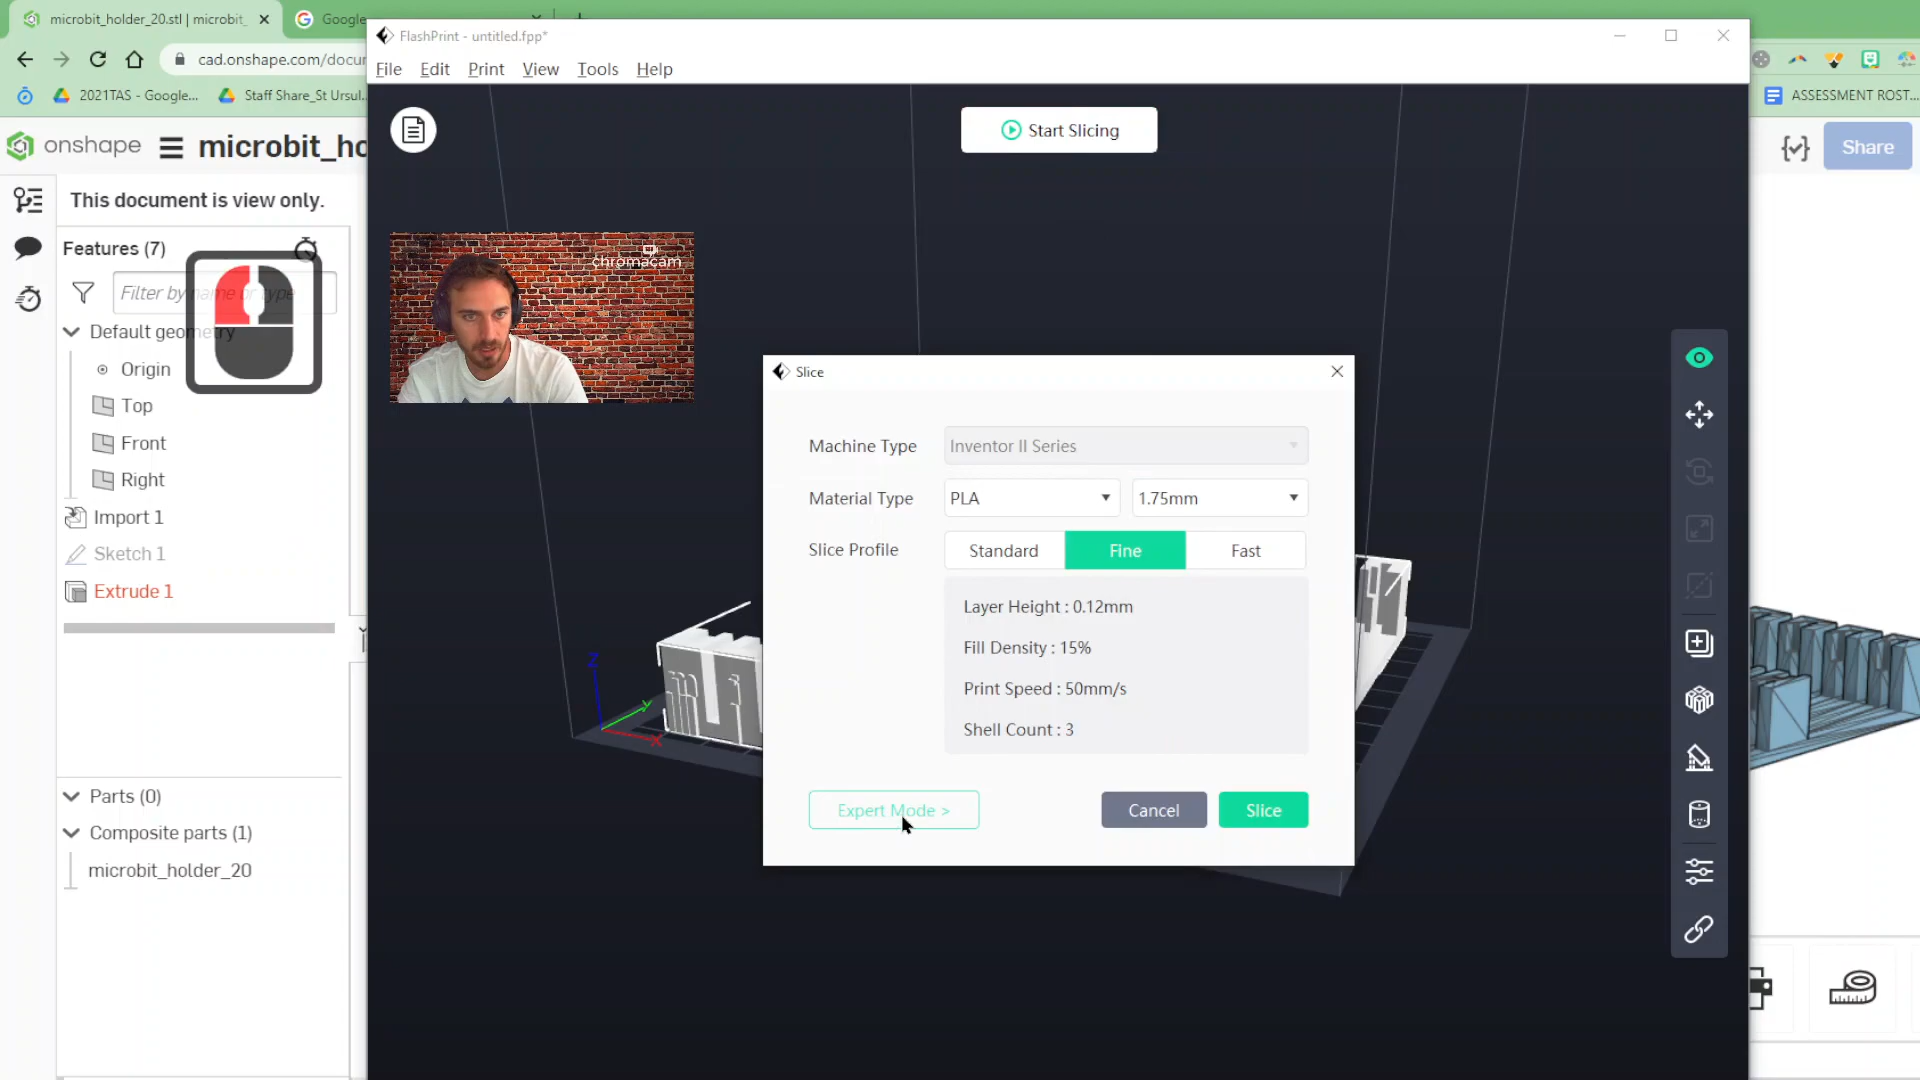 microbit_holder_20.stl | microbit_
Google
cad.onshape.com/docu
2021TAS - Google...
Staff Share_St Ursul...
ASSESSMENT ROST...
onshape
microbit_ho
Share
This document is view only.
Features (7)
Filter by name or type
Default geometry
Origin
Top
Front
Right
Import 1
Sketch 1
Extrude 1
Parts (0)
Composite parts (1)
microbit_holder_20
FlashPrint - untitled.fpp*
File Edit Print View Tools Help
Start Slicing
chromacam
Z
Y
X
Slice
Machine Type Inventor II Series
Material Type PLA 1.75mm
Slice Profile Standard Fine Fast
Layer Height : 0.12mm
Fill Density : 15%
Print Speed : 50mm/s
Shell Count : 3
Expert Mode > Cancel Slice